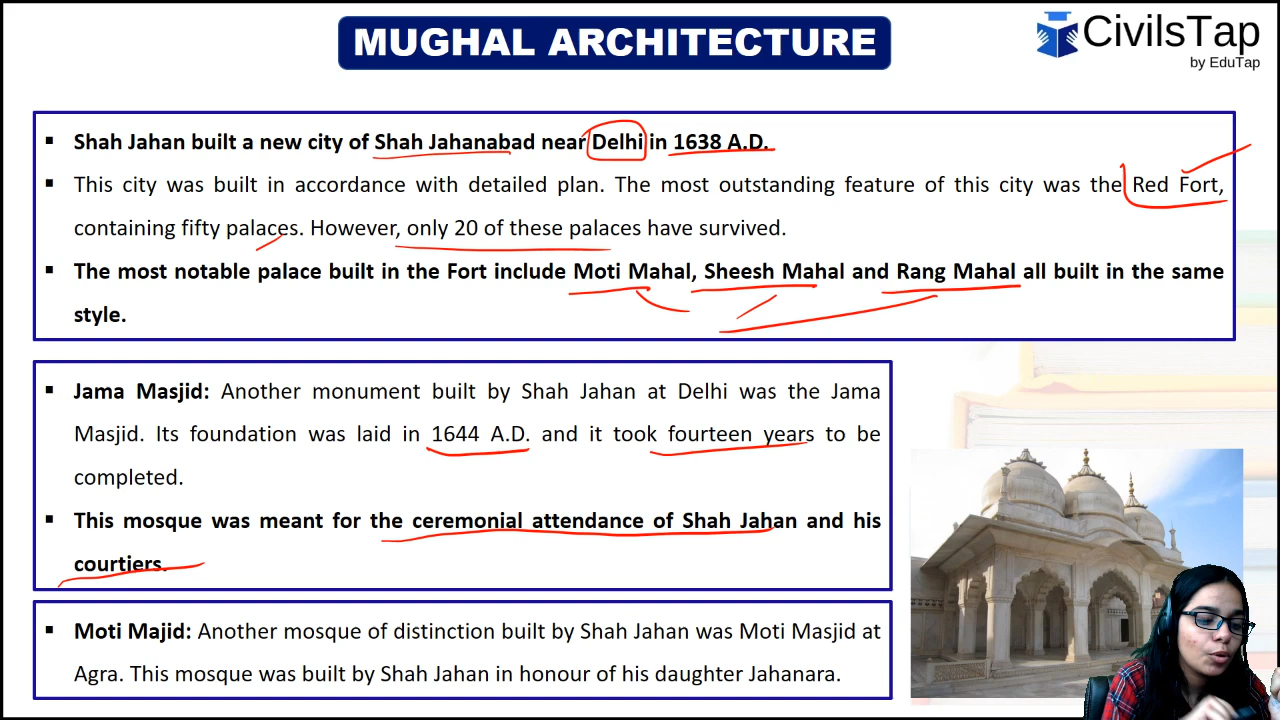 MUGHAL ARCHITECTURE
CivilsTap
by EduTap
▪ Shah Jahan built a new city of Shah Jahanabad near Delhi in 1638 A.D.
▪ This city was built in accordance with detailed plan. The most outstanding feature of this city was the Red Fort,
containing fifty palaces. However, only 20 of these palaces have survived.
▪ The most notable palace built in the Fort include Moti Mahal, Sheesh Mahal and Rang Mahal all built in the same
style.
▪ Jama Masjid: Another monument built by Shah Jahan at Delhi was the Jama
Masjid. Its foundation was laid in 1644 A.D. and it took fourteen years to be
completed.
▪ This mosque was meant for the ceremonial attendance of Shah Jahan and his
courtiers.
▪ Moti Majid: Another mosque of distinction built by Shah Jahan was Moti Masjid at
Agra. This mosque was built by Shah Jahan in honour of his daughter Jahanara.